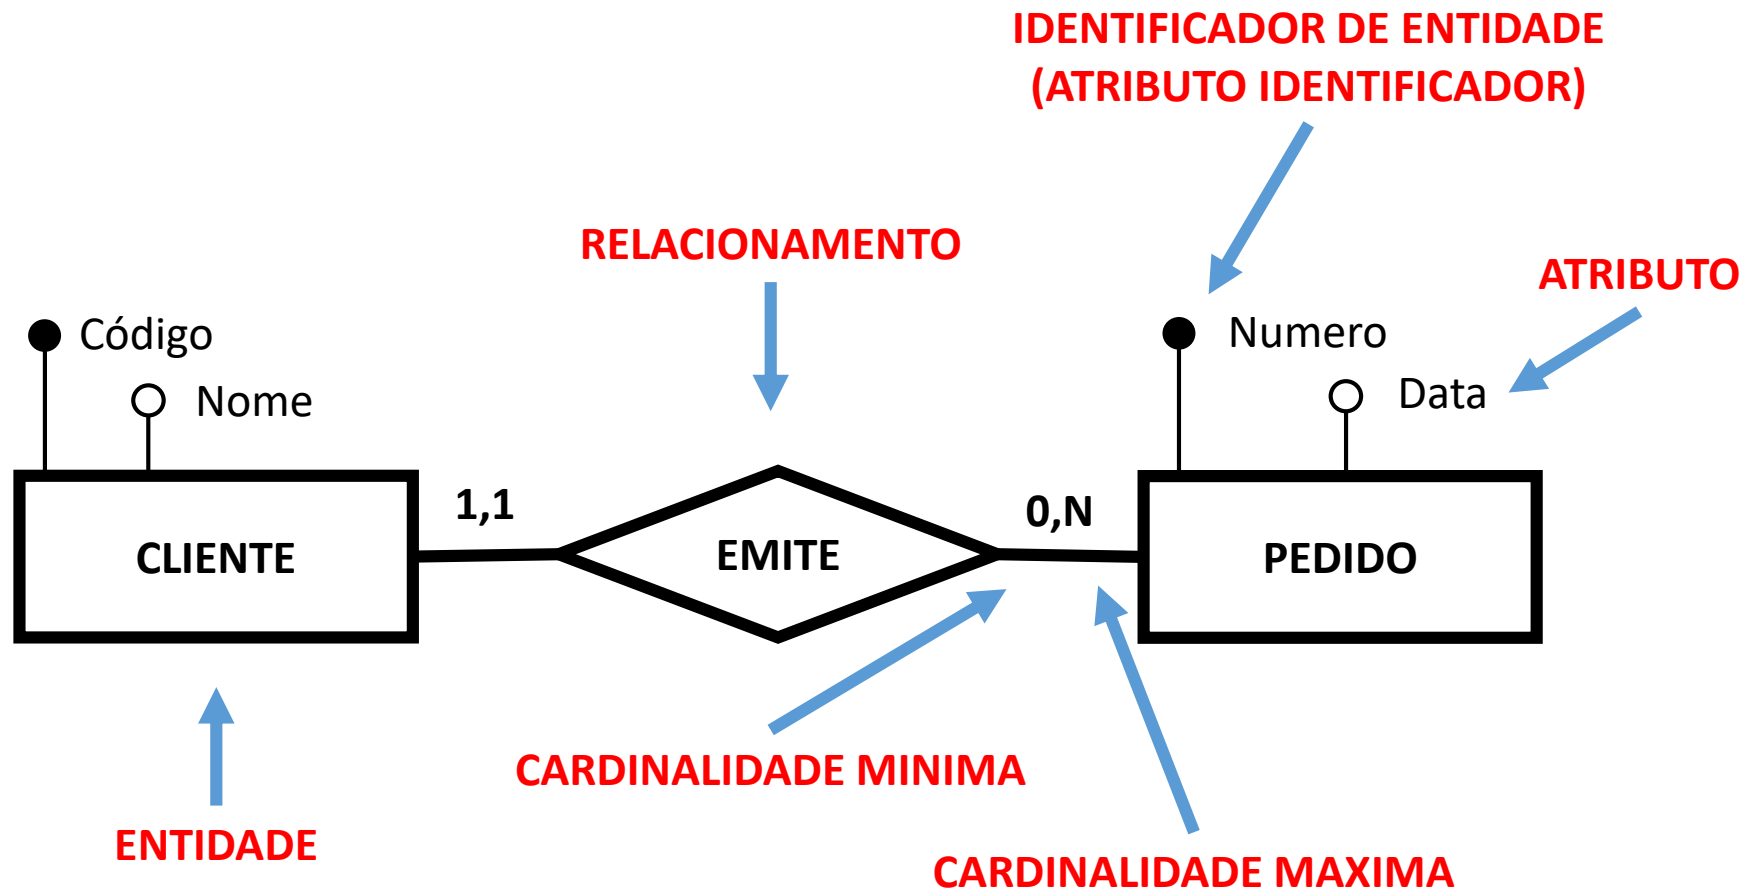 IDENTIFICADOR DE ENTIDADE
(ATRIBUTO IDENTIFICADOR)
RELACIONAMENTO
ATRIBUTO
Código
Numero
Nome
Data
1,1
0,N
CLIENTE
EMITE
PEDIDO
CARDINALIDADE MINIMA
ENTIDADE
CARDINALIDADE MAXIMA